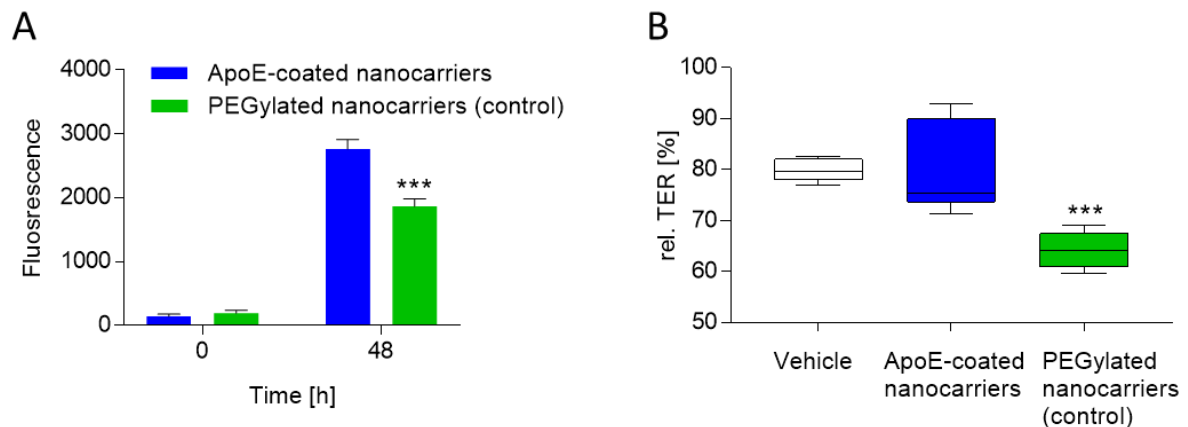 A
4000
3000
2000
1000
0
Fluosrescence
ApoE-coated nanocarriers
PEGylated nanocarriers (control)
***
0 48
Time [h]
B
100
90
80
70
60
50
rel. TER [%]
***
Vehicle
ApoE-coated
nanocarriers
PEGylated
nanocarriers
(control)